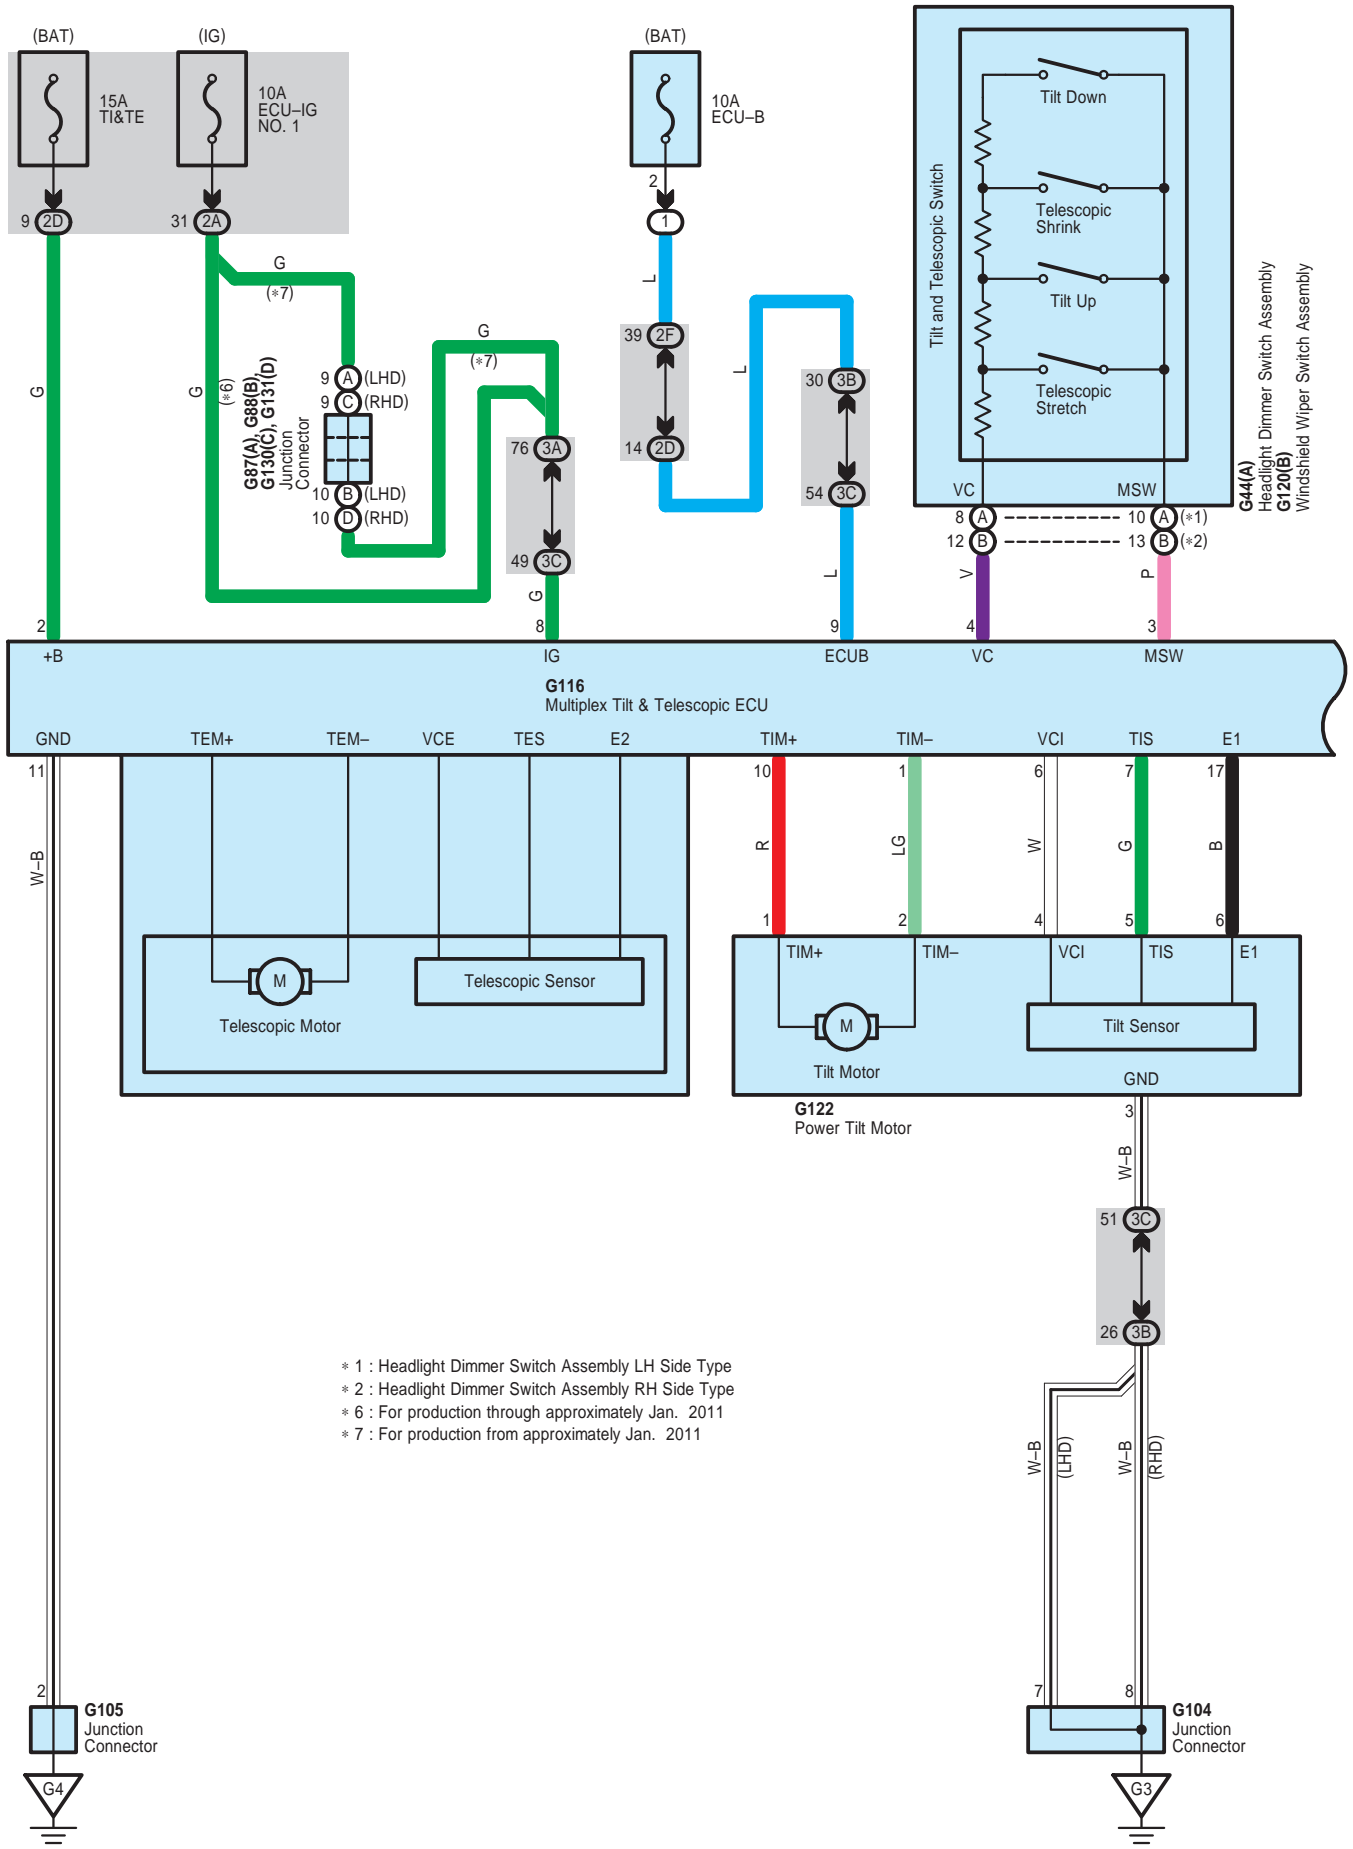 (BAT)
(IG)
(BAT)
15A
TI&TE
10A
ECU–IG
NO. 1
10A
ECU–B
2
9 2D
31 2A
1
Tilt and Telescopic Switch
Tilt Down
Telescopic
Shrink
Tilt Up
Telescopic
Stretch
VC
MSW
G44(A)
Headlight Dimmer Switch Assembly
G120(B)
Windshield Wiper Switch Assembly
8 A
10 A (∗1)
12 B
13 B (∗2)
G
(∗7)
G
G
(∗6)
9 A (LHD)
9 C (RHD)
G87(A), G88(B),
G130(C), G131(D)
Junction
Connector
10 B (LHD)
10 D (RHD)
G
(∗7)
76 3A
49 3C
G
L
39 2F
14 2D
L
30 3B
54 3C
L
V
P
2
8
9
4
3
+B
IG
ECUB
VC
MSW
G116
Multiplex Tilt & Telescopic ECU
GND
TEM+
TEM–
VCE
TES
E2
TIM+
TIM–
VCI
TIS
E1
11
10
1
6
7
17
W–B
R
LG
W
G
B
1
2
4
5
6
TIM+
TIM–
VCI
TIS
E1
M
Telescopic Motor
Telescopic Sensor
M
Tilt Motor
Tilt Sensor
GND
G122
Power Tilt Motor
3
W–B
51 3C
26 3B
∗ 1 : Headlight Dimmer Switch Assembly LH Side Type
∗ 2 : Headlight Dimmer Switch Assembly RH Side Type
∗ 6 : For production through approximately Jan. 2011
∗ 7 : For production from approximately Jan. 2011
W–B
(LHD)
W–B
(RHD)
2
G105
Junction
Connector
G4
7
8
G104
Junction
Connector
G3